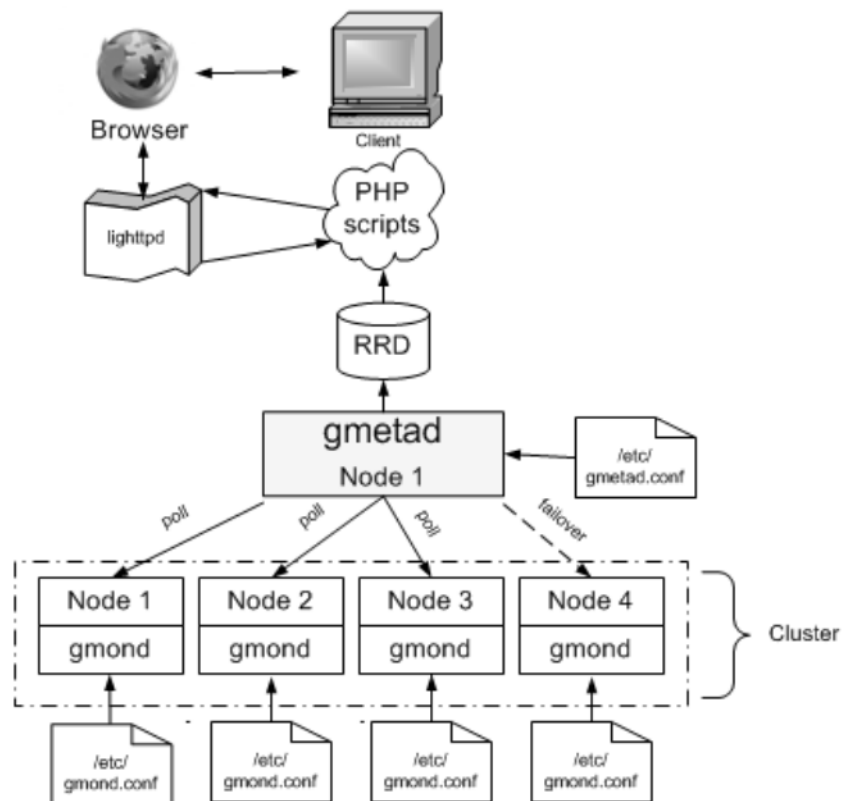 Browser
Client
lighttpd
PHP
scripts
RRD
gmetad
Node 1
/etc/
gmetad.conf
poll
poll
poll
failover
Node 1
Node 2
Node 3
Node 4
gmond
gmond
gmond
gmond
Cluster
/etc/
gmond.conf
/etc/
gmond.conf
/etc/
gmond.conf
/etc/
gmond.conf